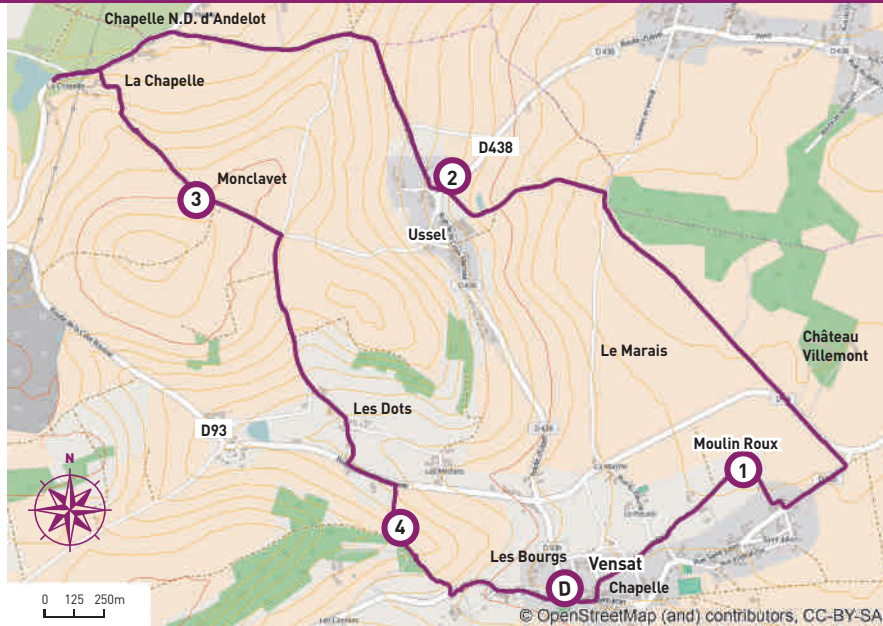 Chapelle N.D. d'Andelot
La Chapelle
D438
Monclavet
2
3
Ussel
Le Marais
Château
Villemont
Les Dots
D93
N
Moulin Roux
1
4
Les Bourgs
Vensat
D
Chapelle
0 125 250m
© OpenStreetMap (and) contributors, CC-BY-SA